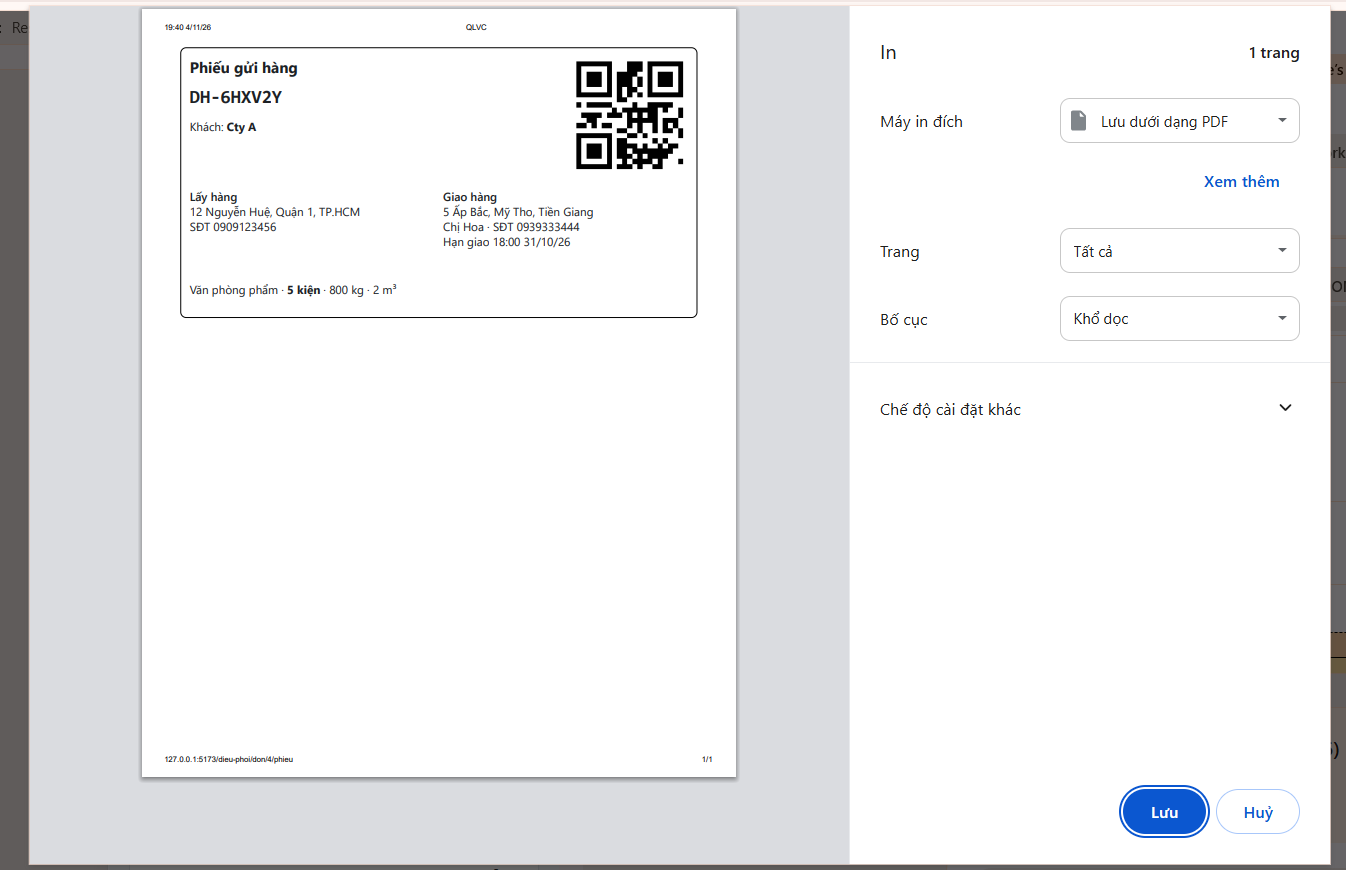 Re
19:40 4/11/26
QLVC
Phiếu gửi hàng
DH-6HXV2Y
Khách: Cty A
Lấy hàng
12 Nguyễn Huệ, Quận 1, TP.HCM
SĐT 0909123456
Giao hàng
5 Ấp Bắc, Mỹ Tho, Tiền Giang
Chị Hoa · SĐT 0939333444
Hạn giao 18:00 31/10/26
Văn phòng phẩm · 5 kiện · 800 kg · 2 m³
127.0.0.1:5173/dieu-phoi/don/4/phieu
1/1
In
1 trang
Máy in đích
Lưu dưới dạng PDF
Xem thêm
Trang
Tất cả
Bố cục
Khổ dọc
Chế độ cài đặt khác
Lưu
Huỷ